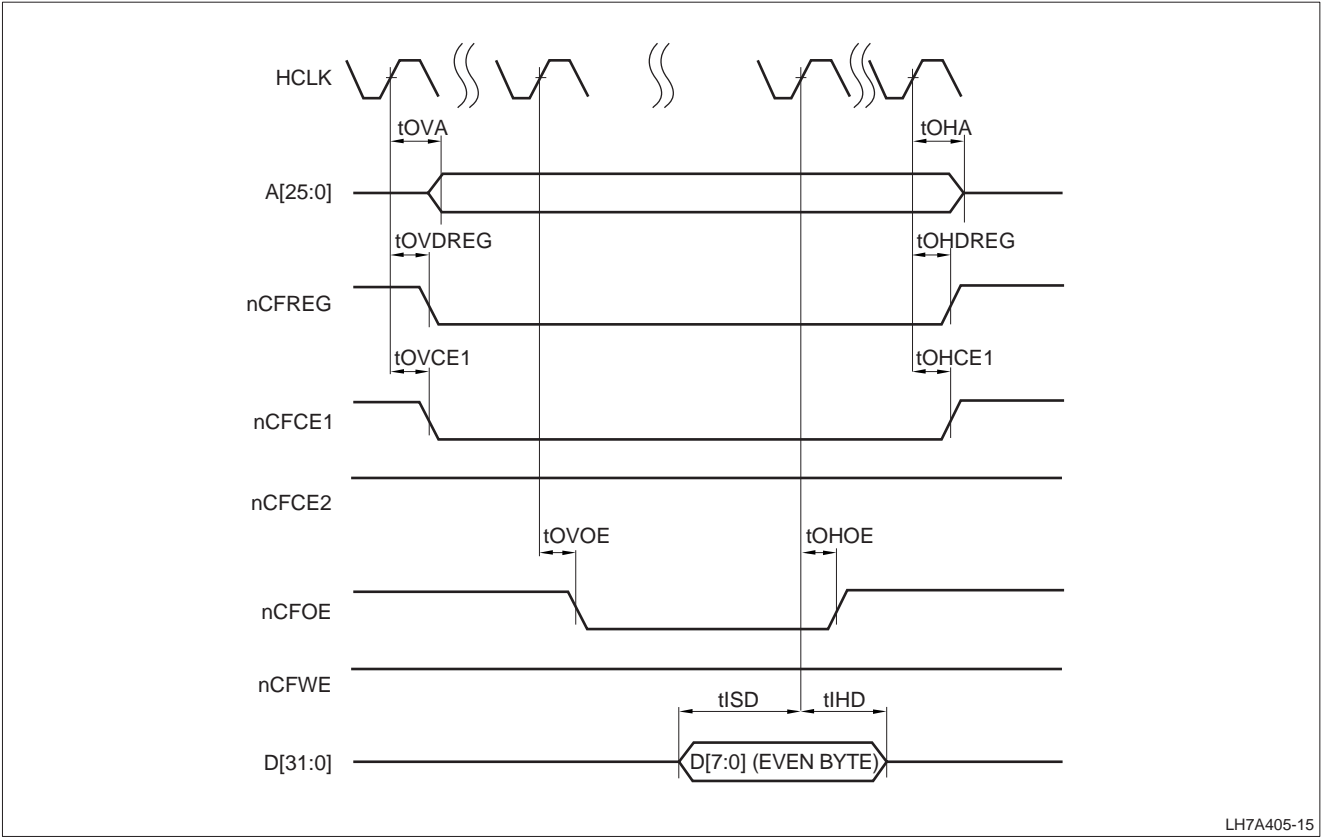 HCLK
tOVA
tOHA
A[25:0]
tOVDREG
tOHDREG
nCFREG
tOVCE1
tOHCE1
nCFCE1
nCFCE2
tOVOE
tOHOE
nCFOE
nCFWE
tISD
tIHD
D[31:0]
D[7:0] (EVEN BYTE)
LH7A405-15